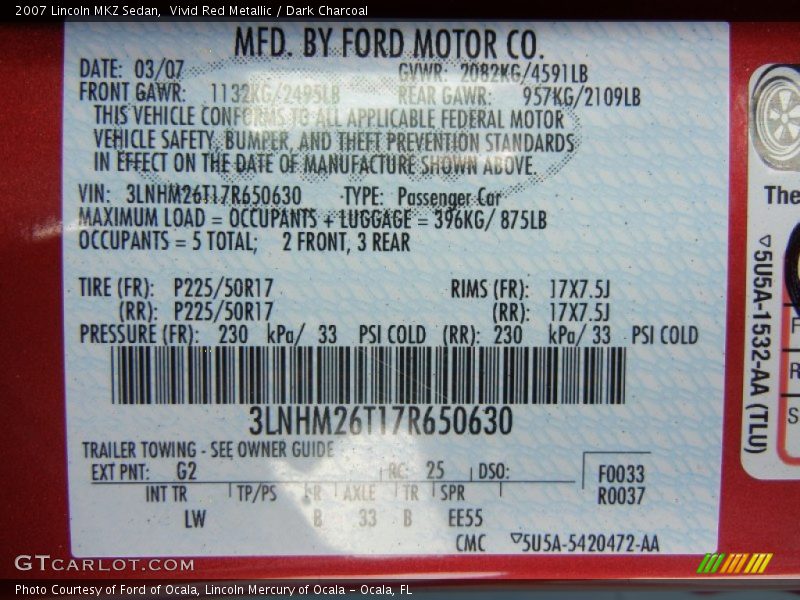 2007 Lincoln MKZ Sedan,  Vivid Red Metallic / Dark Charcoal
MFD. BY FORD MOTOR CO.
DATE: 03/07 GVWR: 2082KG/4591LB
FRONT GAWR: 1132KG/2495LB REAR GAWR: 957KG/2109LB
THIS VEHICLE CONFORMS TO ALL APPLICABLE FEDERAL MOTOR
VEHICLE SAFETY, BUMPER, AND THEFT PREVENTION STANDARDS
IN EFFECT ON THE DATE OF MANUFACTURE SHOWN ABOVE.
VIN: 3LNHM26T17R650630 TYPE: Passenger Car
MAXIMUM LOAD = OCCUPANTS + LUGGAGE = 396KG/ 875LB
OCCUPANTS = 5 TOTAL; 2 FRONT, 3 REAR
TIRE (FR): P225/50R17 RIMS (FR): 17X7.5J
(RR): P225/50R17 (RR): 17X7.5J
PRESSURE (FR): 230 kPa/ 33 PSI COLD (RR): 230 kPa/ 33 PSI COLD
3LNHM26T17R650630
TRAILER TOWING - SEE OWNER GUIDE
EXT PNT: G2 RC: 25 DSO: F0033
INT TR TP/PS R AXLE TR SPR R0037
LW B 33 B EE55
CMC ▽5U5A-5420472-AA
The
▽5U5A-1532-AA (TLU)
F
R
S
GTCARLOT.COM
Photo Courtesy of Ford of Ocala, Lincoln Mercury of Ocala - Ocala, FL